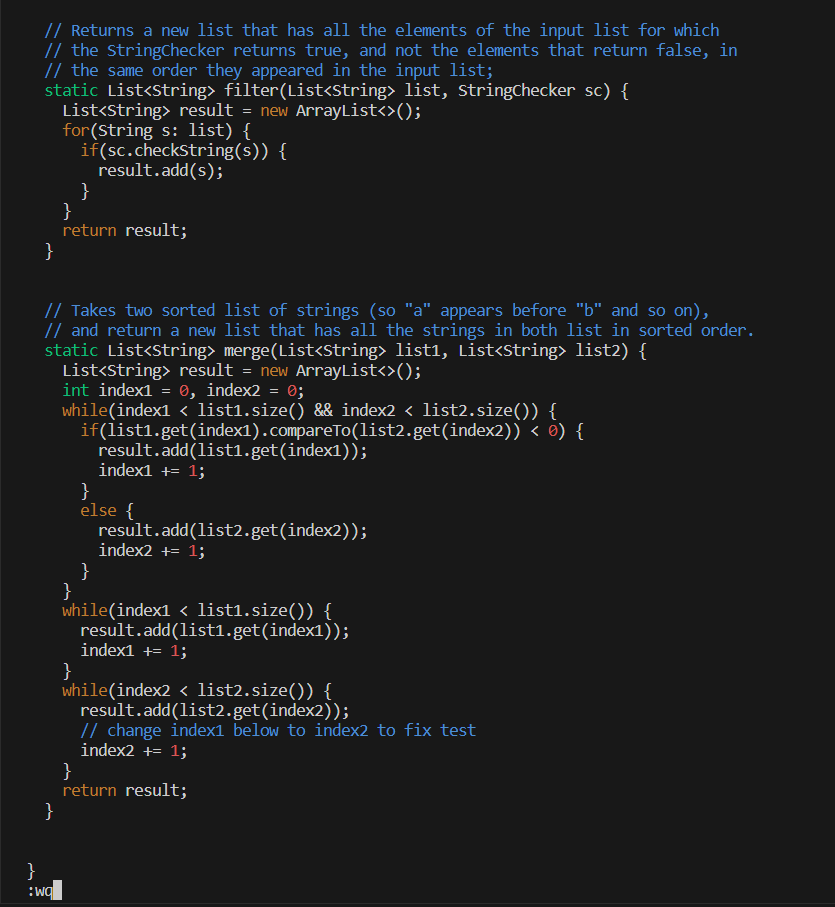 // Returns a new list that has all the elements of the input list for which
// the StringChecker returns true, and not the elements that return false, in
// the same order they appeared in the input list;
static List<String> filter(List<String> list, StringChecker sc) {
List<String> result = new ArrayList<>();
for(String s: list) {
if(sc.checkString(s)) {
result.add(s);
}
}
return result;
}
// Takes two sorted list of strings (so "a" appears before "b" and so on),
// and return a new list that has all the strings in both list in sorted order.
static List<String> merge(List<String> list1, List<String> list2) {
List<String> result = new ArrayList<>();
int index1 = 0, index2 = 0;
while(index1 < list1.size() && index2 < list2.size()) {
if(list1.get(index1).compareTo(list2.get(index2)) < 0) {
result.add(list1.get(index1));
index1 += 1;
}
else {
result.add(list2.get(index2));
index2 += 1;
}
}
while(index1 < list1.size()) {
result.add(list1.get(index1));
index1 += 1;
}
while(index2 < list2.size()) {
result.add(list2.get(index2));
// change index1 below to index2 to fix test
index2 += 1;
}
return result;
}
}
:wq